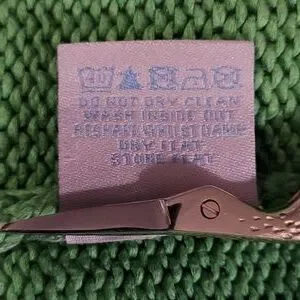 DO NOT DRY CLEAN
WASH INSIDE OUT
RESHAPE WHILST DAMP
DRY FLAT
STORE FLAT